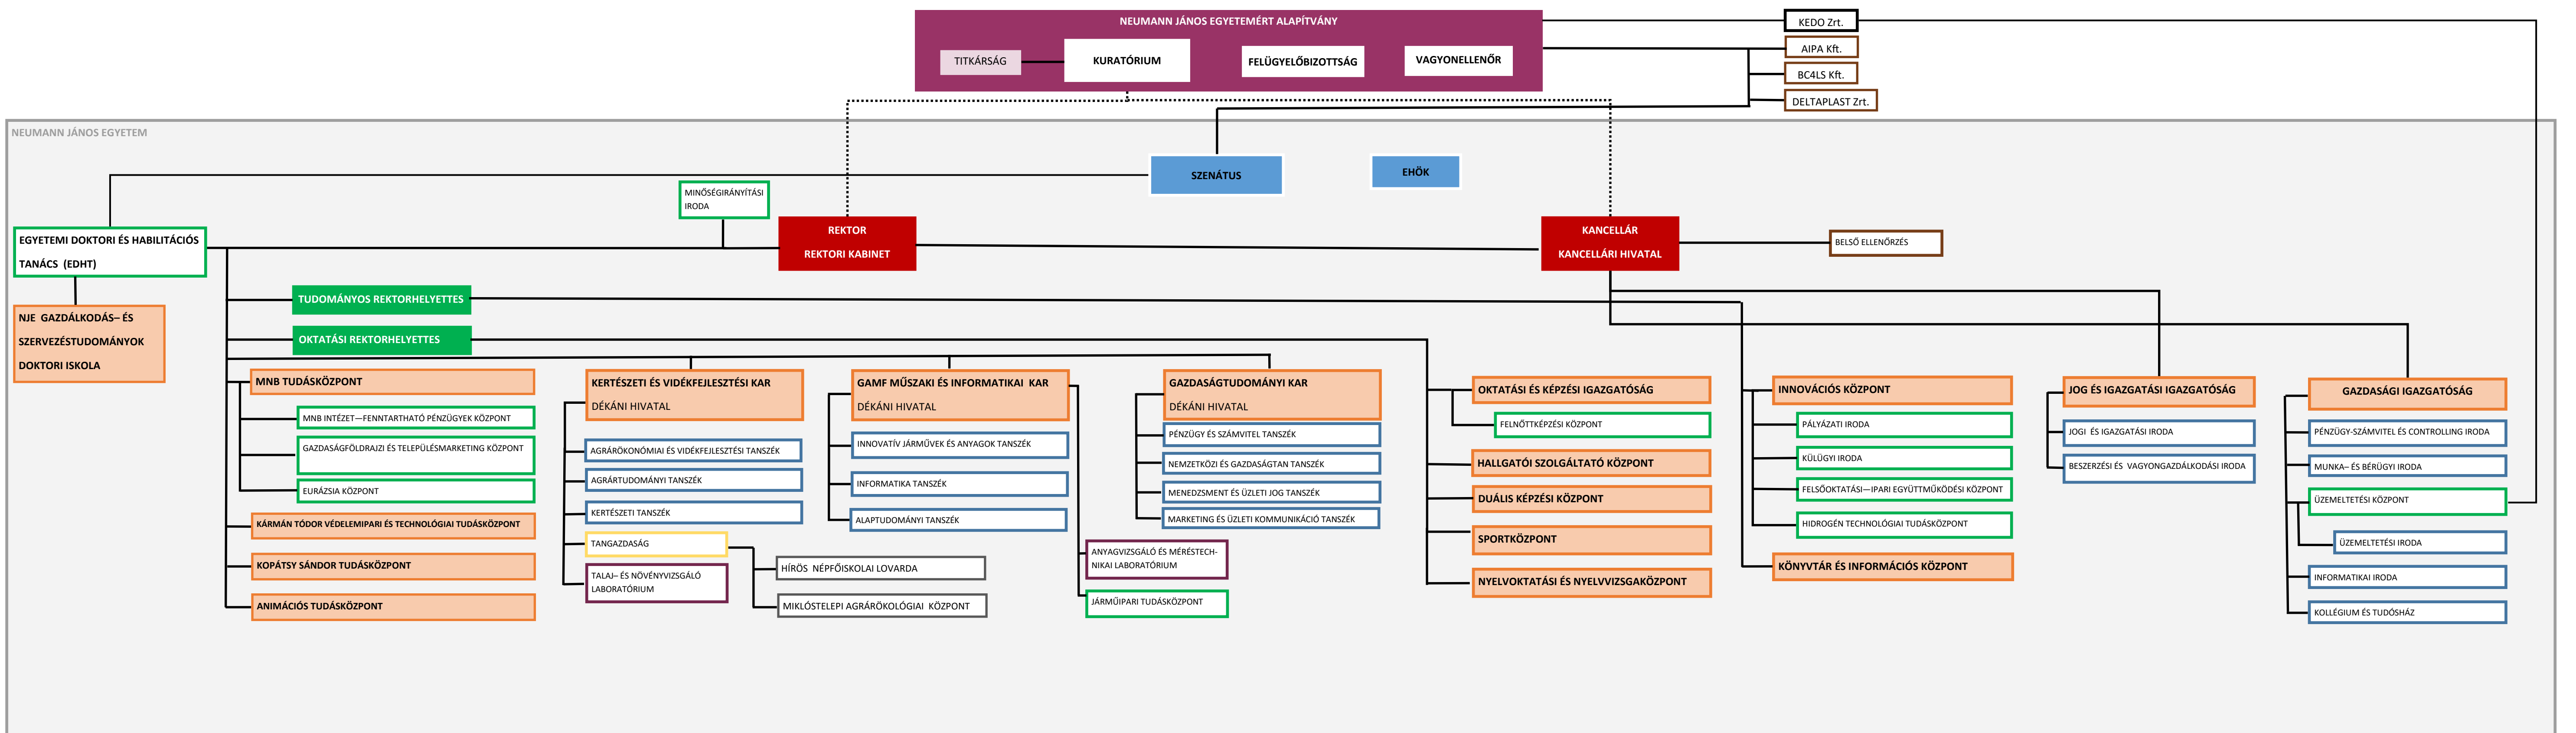 NEUMANN JÁNOS EGYETEMÉRT ALAPÍTVÁNY
TITKÁRSÁG
KURATÓRIUM
FELÜGYELŐBIZOTTSÁG
VAGYONELLENŐR
KEDO Zrt.
AIPA Kft.
BC4LS Kft.
DELTAPLAST Zrt.
NEUMANN JÁNOS EGYETEM
SZENÁTUS
EHÖK
MINŐSÉGIRÁNYÍTÁSI
IRODA
EGYETEMI DOKTORI ÉS HABILITÁCIÓS
TANÁCS (EDHT)
REKTOR
REKTORI KABINET
KANCELLÁR
KANCELLÁRI HIVATAL
BELSŐ ELLENŐRZÉS
NJE GAZDÁLKODÁS– ÉS
SZERVEZÉSTUDOMÁNYOK
DOKTORI ISKOLA
TUDOMÁNYOS REKTORHELYETTES
OKTATÁSI REKTORHELYETTES
MNB TUDÁSKÖZPONT
MNB INTÉZET—FENNTARTHATÓ PÉNZÜGYEK KÖZPONT
GAZDASÁGFÖLDRAJZI ÉS TELEPÜLÉSMARKETING KÖZPONT
EURÁZSIA KÖZPONT
KÁRMÁN TÓDOR VÉDELEMIPARI ÉS TECHNOLÓGIAI TUDÁSKÖZPONT
KOPÁTSY SÁNDOR TUDÁSKÖZPONT
ANIMÁCIÓS TUDÁSKÖZPONT
KERTÉSZETI ÉS VIDÉKFEJLESZTÉSI KAR
DÉKÁNI HIVATAL
AGRÁRÖKONÓMIAI ÉS VIDÉKFEJLESZTÉSI TANSZÉK
AGRÁRTUDOMÁNYI TANSZÉK
KERTÉSZETI TANSZÉK
TANGAZDASÁG
TALAJ– ÉS NÖVÉNYVIZSGÁLÓ
LABORATÓRIUM
HÍRÖS NÉPFŐISKOLAI LOVARDA
MIKLÓSTELEPI AGRÁRÖKOLÓGIAI KÖZPONT
GAMF MŰSZAKI ÉS INFORMATIKAI KAR
DÉKÁNI HIVATAL
INNOVATÍV JÁRMŰVEK ÉS ANYAGOK TANSZÉK
INFORMATIKA TANSZÉK
ALAPTUDOMÁNYI TANSZÉK
ANYAGVIZSGÁLÓ ÉS MÉRÉSTECH-
NIKAI LABORATÓRIUM
JÁRMŰIPARI TUDÁSKÖZPONT
GAZDASÁGTUDOMÁNYI KAR
DÉKÁNI HIVATAL
PÉNZÜGY ÉS SZÁMVITEL TANSZÉK
NEMZETKÖZI ÉS GAZDASÁGTAN TANSZÉK
MENEDZSMENT ÉS ÜZLETI JOG TANSZÉK
MARKETING ÉS ÜZLETI KOMMUNIKÁCIÓ TANSZÉK
OKTATÁSI ÉS KÉPZÉSI IGAZGATÓSÁG
FELNŐTTKÉPZÉSI KÖZPONT
HALLGATÓI SZOLGÁLTATÓ KÖZPONT
DUÁLIS KÉPZÉSI KÖZPONT
SPORTKÖZPONT
NYELVOKTATÁSI ÉS NYELVVIZSGAKÖZPONT
INNOVÁCIÓS KÖZPONT
PÁLYÁZATI IRODA
KÜLÜGYI IRODA
FELSŐOKTATÁSI—IPARI EGYÜTTMŰKÖDÉSI KÖZPONT
HIDROGÉN TECHNOLÓGIAI TUDÁSKÖZPONT
KÖNYVTÁR ÉS INFORMÁCIÓS KÖZPONT
JOG ÉS IGAZGATÁSI IGAZGATÓSÁG
JOGI ÉS IGAZGATÁSI IRODA
BESZERZÉSI ÉS VAGYONGAZDÁLKODÁSI IRODA
GAZDASÁGI IGAZGATÓSÁG
PÉNZÜGY-SZÁMVITEL ÉS CONTROLLING IRODA
MUNKA– ÉS BÉRÜGYI IRODA
ÜZEMELTETÉSI KÖZPONT
ÜZEMELTETÉSI IRODA
INFORMATIKAI IRODA
KOLLÉGIUM ÉS TUDÓSHÁZ